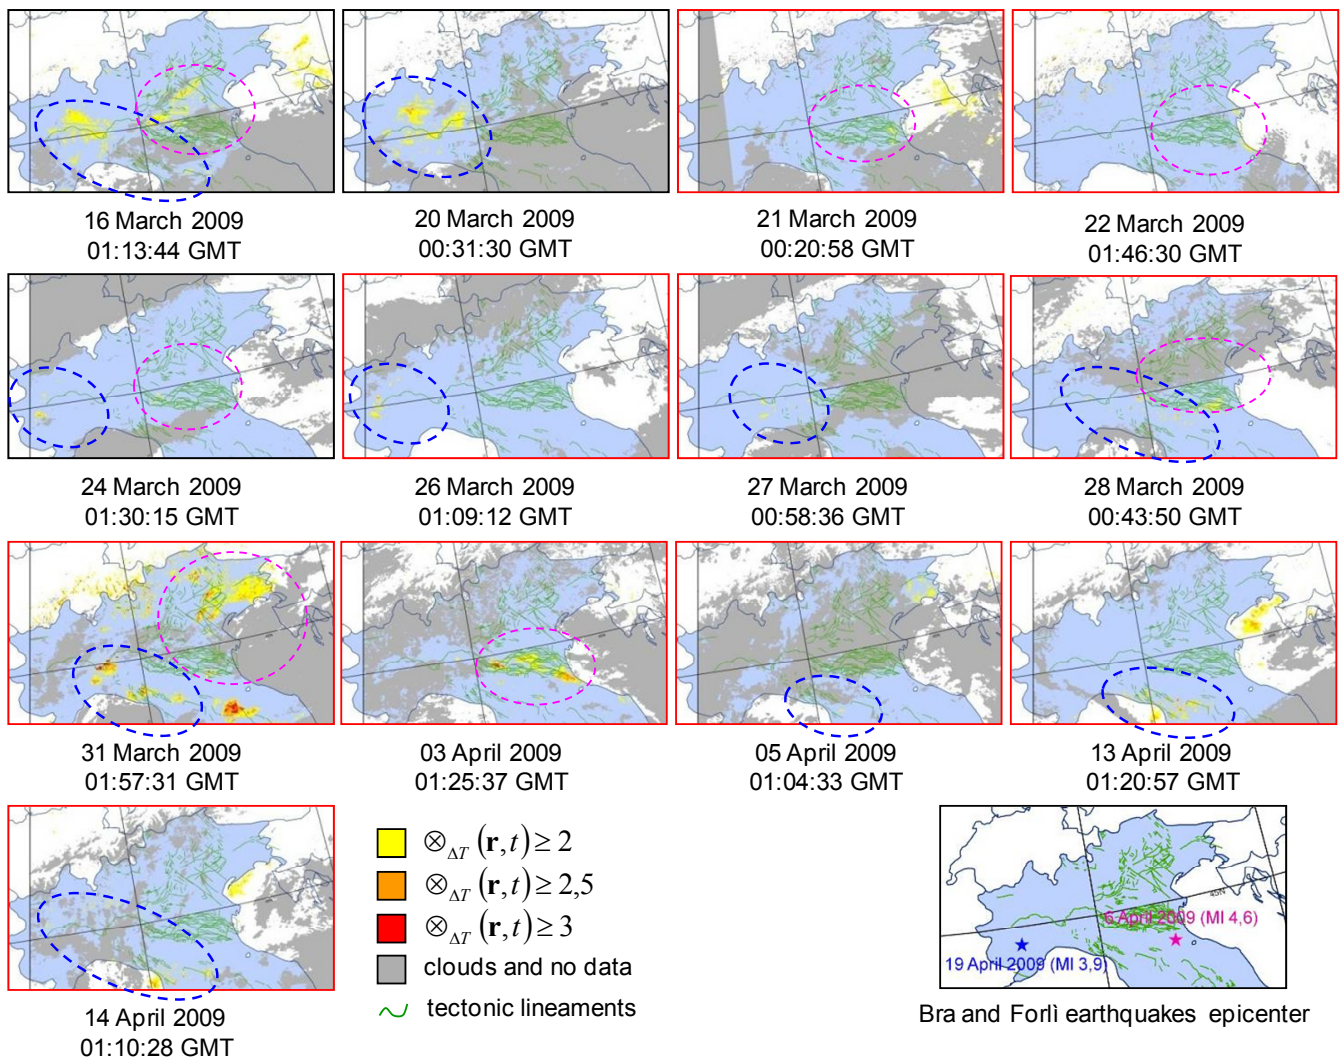 16 March 2009
01:13:44 GMT
20 March 2009
00:31:30 GMT
21 March 2009
00:20:58 GMT
22 March 2009
01:46:30 GMT
24 March 2009
01:30:15 GMT
26 March 2009
01:09:12 GMT
27 March 2009
00:58:36 GMT
28 March 2009
00:43:50 GMT
31 March 2009
01:57:31 GMT
03 April 2009
01:25:37 GMT
05 April 2009
01:04:33 GMT
13 April 2009
01:20:57 GMT
14 April 2009
01:10:28 GMT
⊗ΔT (r,t) ≥ 2
⊗ΔT (r,t) ≥ 2,5
⊗ΔT (r,t) ≥ 3
clouds and no data
tectonic lineaments
45N
6 April 2009 (Ml 4,6)
19 April 2009 (Ml 3,9)
Bra and Forlì earthquakes epicenter